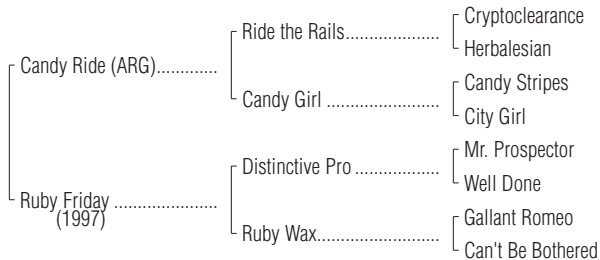 Cryptoclearance
Ride the Rails.....................
Herbalesian
Candy Ride (ARG).............
Candy Stripes
Candy Girl .........................
City Girl
Mr. Prospector
Distinctive Pro ...................
Well Done
Ruby Friday ......................
(1997)
Gallant Romeo
Ruby Wax...........................
Can't Be Bothered